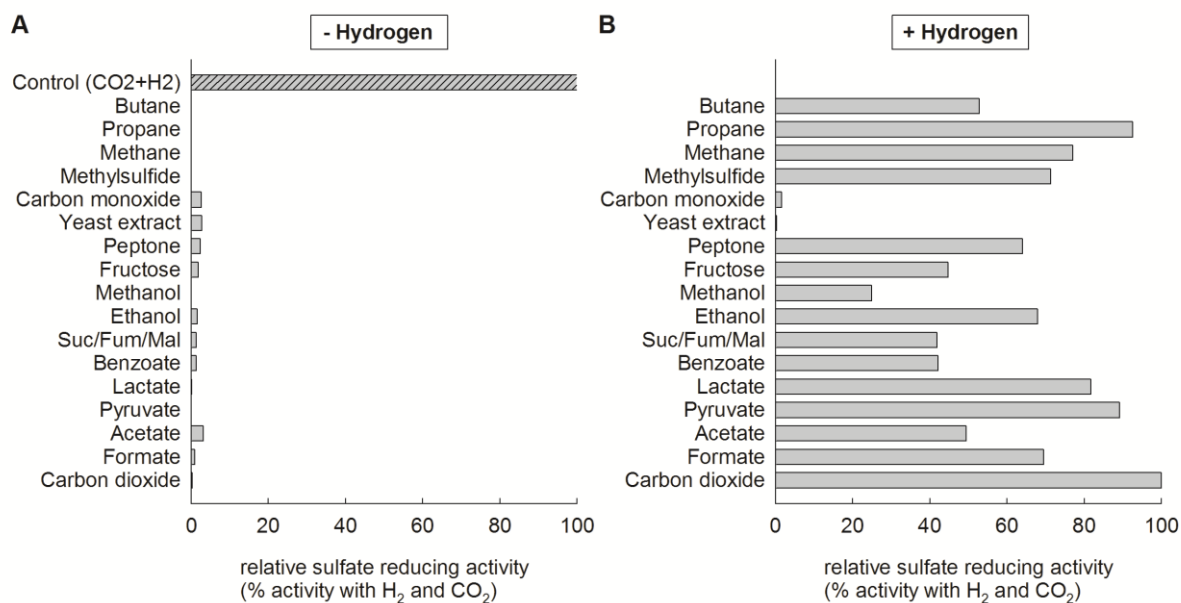 A
- Hydrogen
Control (CO2+H2)
Butane
Propane
Methane
Methylsulfide
Carbon monoxide
Yeast extract
Peptone
Fructose
Methanol
Ethanol
Suc/Fum/Mal
Benzoate
Lactate
Pyruvate
Acetate
Formate
Carbon dioxide
0 20 40 60 80 100
relative sulfate reducing activity
(% activity with H₂ and CO₂)
B
+ Hydrogen
Butane
Propane
Methane
Methylsulfide
Carbon monoxide
Yeast extract
Peptone
Fructose
Methanol
Ethanol
Suc/Fum/Mal
Benzoate
Lactate
Pyruvate
Acetate
Formate
Carbon dioxide
0 20 40 60 80 100
relative sulfate reducing activity
(% activity with H₂ and CO₂)